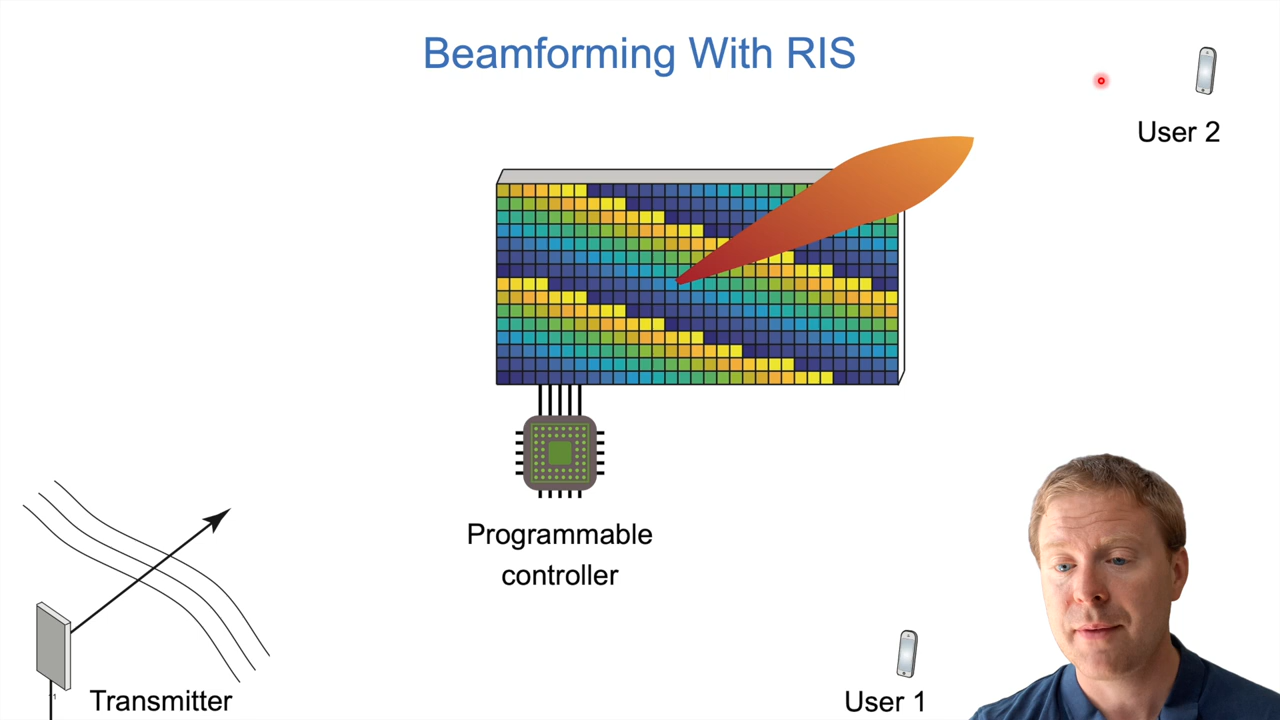 Beamforming With RIS
User 2
Programmable
controller
User 1
Transmitter